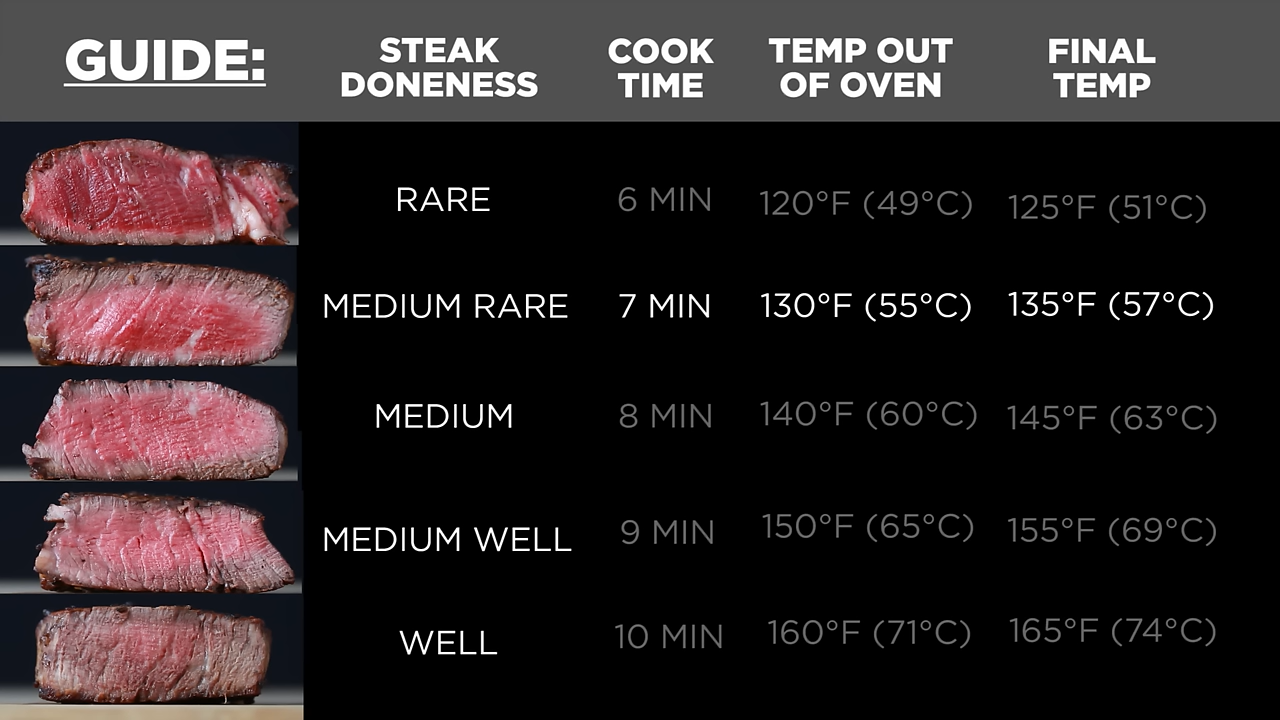 GUIDE:
STEAK DONENESS
COOK TIME
TEMP OUT OF OVEN
FINAL TEMP
RARE 6 MIN 120°F (49°C) 125°F (51°C)
MEDIUM RARE 7 MIN 130°F (55°C) 135°F (57°C)
MEDIUM 8 MIN 140°F (60°C) 145°F (63°C)
MEDIUM WELL 9 MIN 150°F (65°C) 155°F (69°C)
WELL 10 MIN 160°F (71°C) 165°F (74°C)